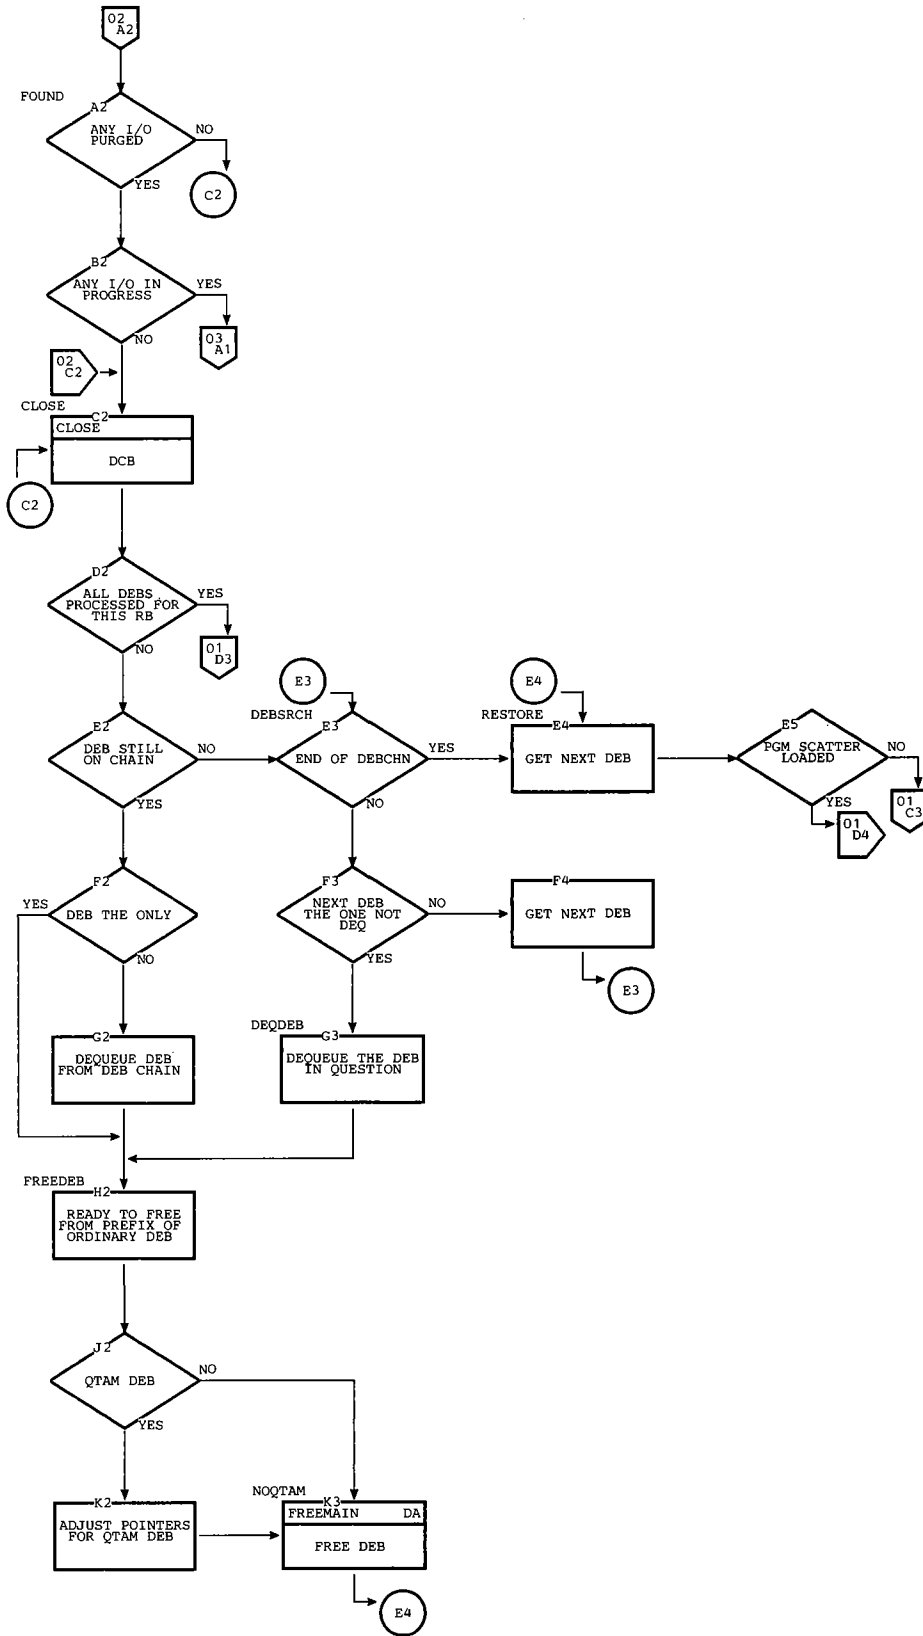 02
A2
FOUND
A2
ANY I/O
PURGED
NO
YES
C2
B2
ANY I/O IN
PROGRESS
YES
NO
03
A1
02
C2
CLOSE
C2
CLOSE
DCB
C2
D2
ALL DEBS
PROCESSED FOR
THIS RB
YES
NO
01
D3
E3
E4
E2
DEB STILL
ON CHAIN
NO
YES
DEBSRCH
E3
END OF DEBCHN
YES
NO
RESTORE
E4
GET NEXT DEB
E5
PGM SCATTER
LOADED
NO
YES
01
C3
01
D4
F2
DEB THE ONLY
YES
NO
F3
NEXT DEB
THE ONE NOT
DEQ
NO
YES
F4
GET NEXT DEB
E3
G2
DEQUEUE DEB
FROM DEB CHAIN
DEQDEB
G3
DEQUEUE THE DEB
IN QUESTION
FREEDEB
H2
READY TO FREE
FROM PREFIX OF
ORDINARY DEB
J2
QTAM DEB
NO
YES
K2
ADJUST POINTERS
FOR QTAM DEB
NOQTAM
K3
FREEMAIN DA
FREE DEB
E4